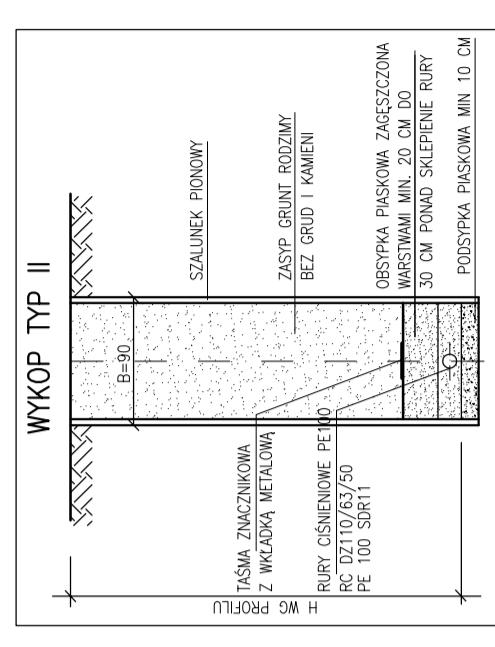 WYKOP TYP II
B=90
SZALUNEK PIONOWY
ZASYP GRUNT RODZIMY
BEZ GRUD I KAMIENI
OBSYPKA PIASKOWA ZAGĘSZCZONA
WARSTWAMI MIN. 20 CM DO
30 CM PONAD SKLEPIENIE RURY
PODSYPKA PIASKOWA MIN 10 CM
TAŚMA ZNACZNIKOWA
Z WKŁADKĄ METALOWĄ
RURY CIŚNIENIOWE PE100
RC DZ110/63/50
PE 100 SDR11
H WG PROFILU